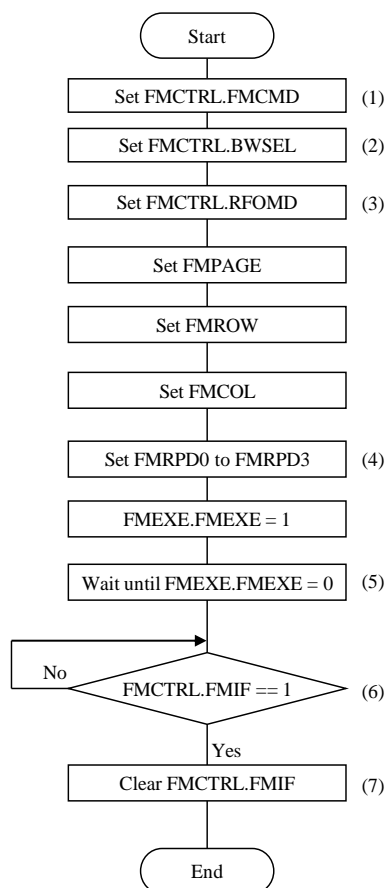 Start
Set FMCTRL.FMCMD (1)
Set FMCTRL.BWSEL (2)
Set FMCTRL.RFOMD (3)
Set FMPAGE
Set FMROW
Set FMCOL
Set FMRPD0 to FMRPD3 (4)
FMEXE.FMEXE = 1
Wait until FMEXE.FMEXE = 0 (5)
No
FMCTRL.FMIF == 1 (6)
Yes
Clear FMCTRL.FMIF (7)
End